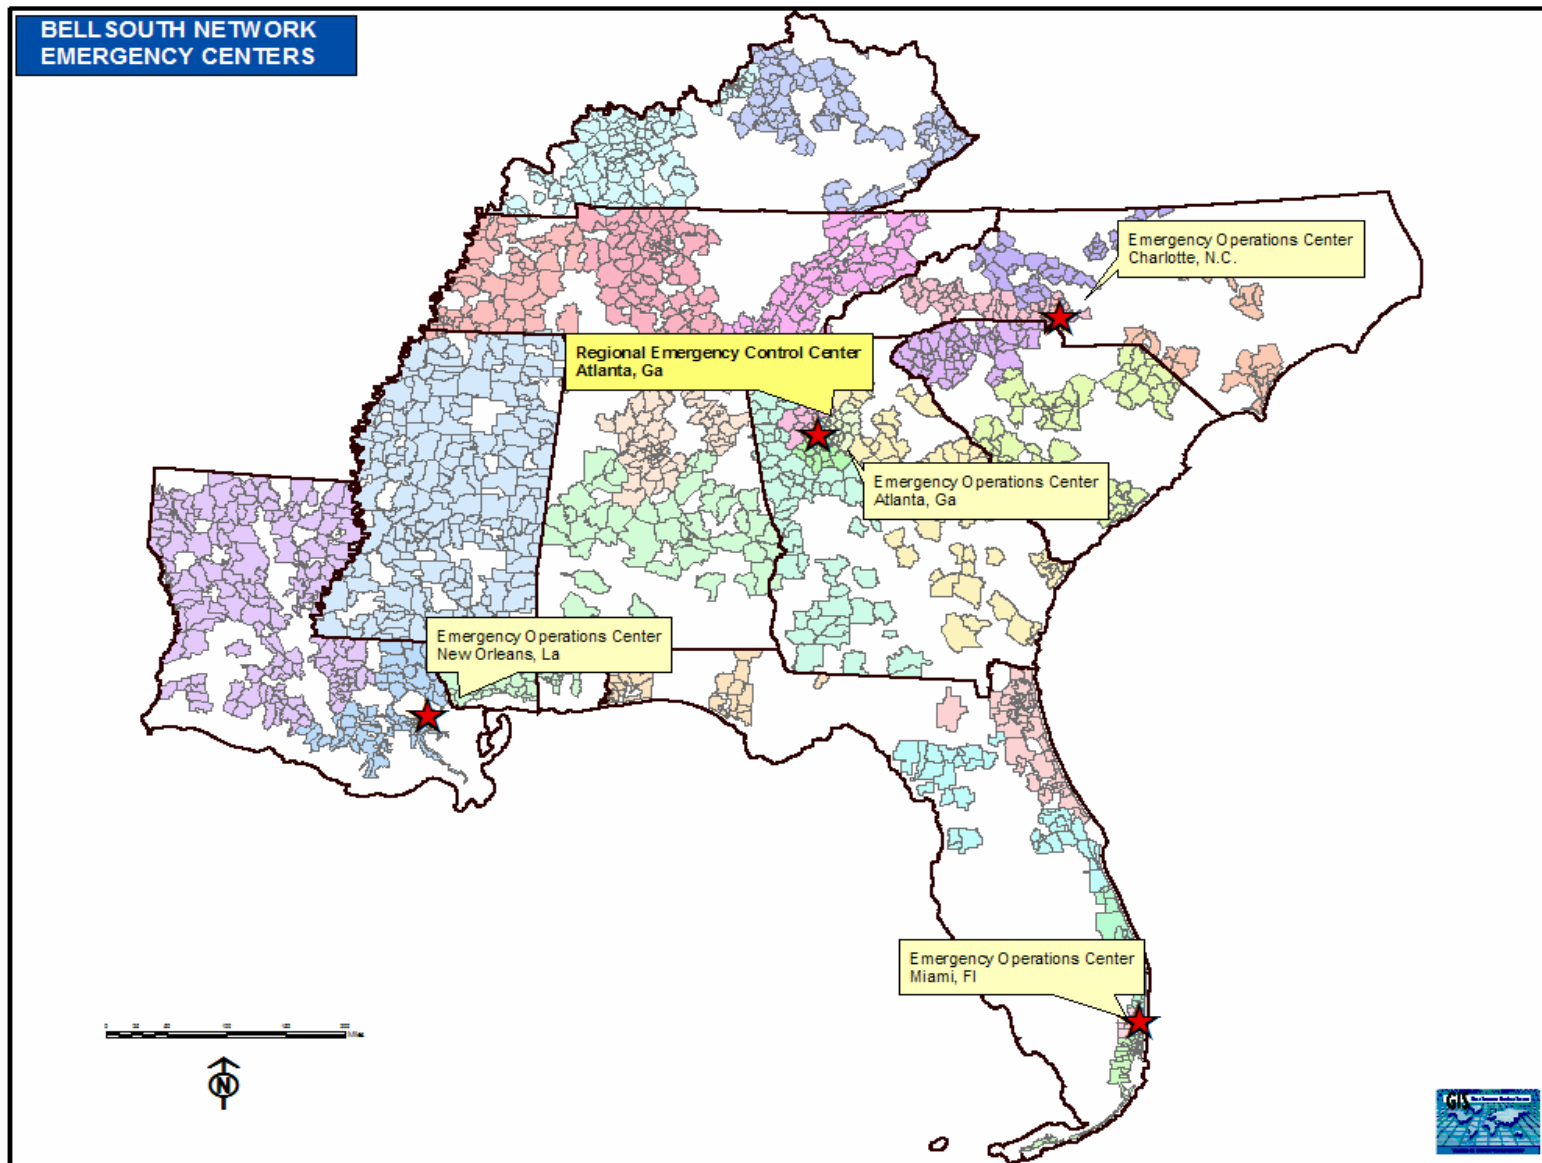 BELLSOUTH NETWORK
EMERGENCY CENTERS
Emergency Operations Center
Charlotte, N.C.
Regional Emergency Control Center
Atlanta, Ga
Emergency Operations Center
Atlanta, Ga
Emergency Operations Center
New Orleans, La
Emergency Operations Center
Miami, Fl
N
GIS